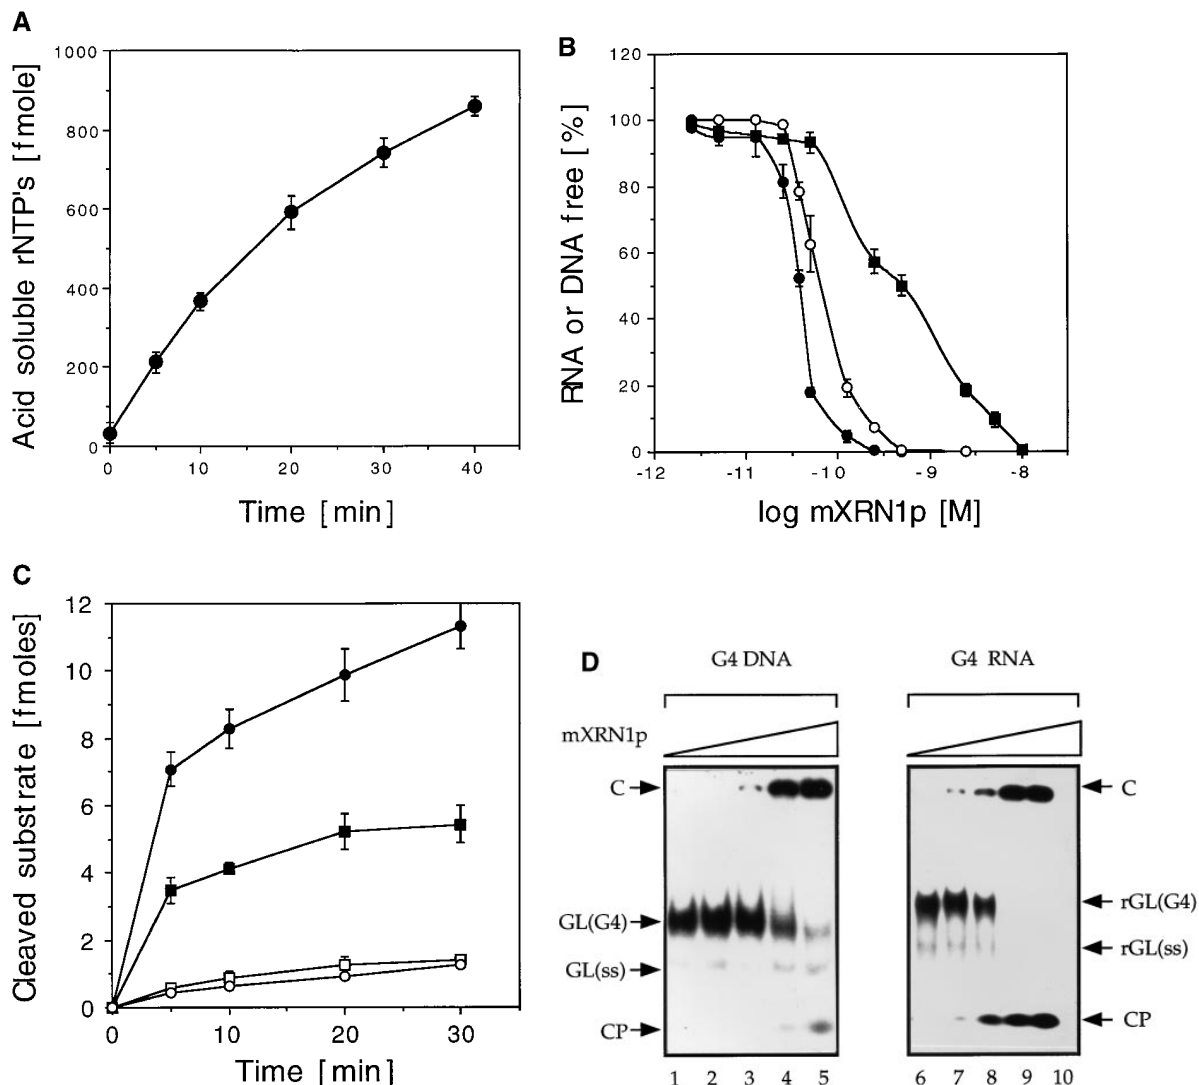 A
Acid soluble rNTP's [fmole]
1000
800
600
400
200
0
0 10 20 30 40
Time [min]
B
RNA or DNA free [%]
120
100
80
60
40
20
0
-12 -11 -10 -9 -8
log mXRN1p [M]
C
Cleaved substrate [fmoles]
12
10
8
6
4
2
0
0 10 20 30
Time [min]
D
G4 DNA G4 RNA
mXRN1p
C C
GL(G4) rGL(G4)
GL(ss) rGL(ss)
CP CP
1 2 3 4 5 6 7 8 9 10